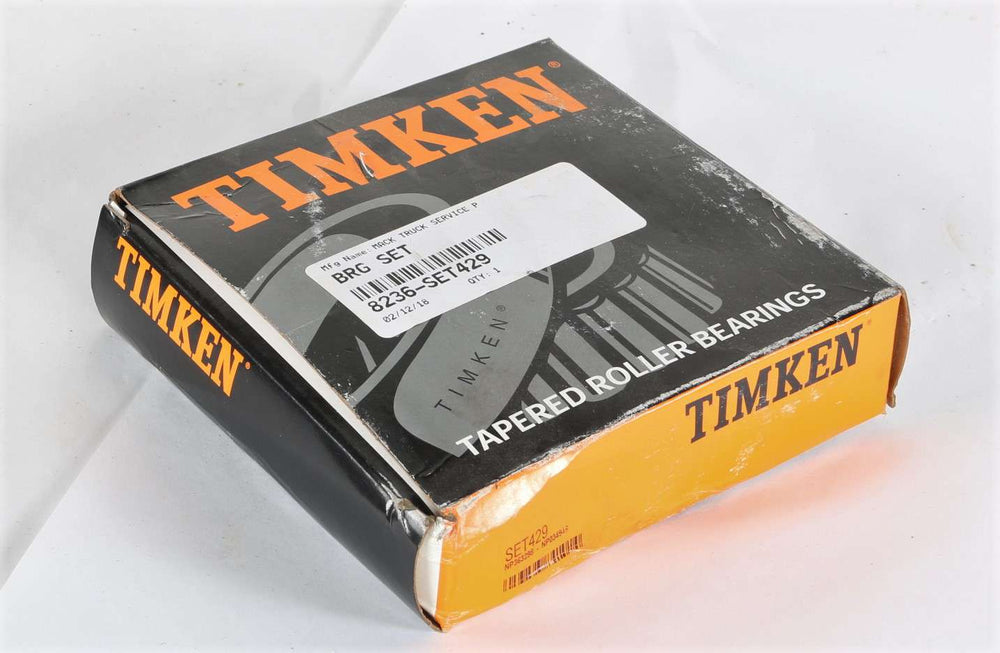 TIMKEN®
Mfg Name: MACK TRUCK SERVICE P
BRG SET
8236-SET429
02/12/18 QTY: 1
TIMKEN®
TAPERED ROLLER BEARINGS
TIMKEN®
TIMKEN®
SET429